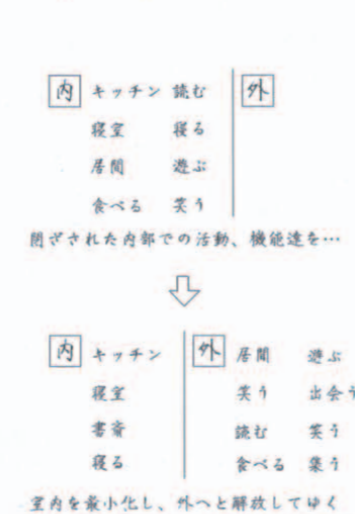 内 キッチン 読む 外
寝室 寝る
居間 遊ぶ
食べる 笑う
閉ざされた内部での活動、機能達を…
内 キッチン 外 居間 遊ぶ
寝室 笑う 出会う
書斎 読む 笑う
寝る 食べる 集う
室内を最小化し、外へと解放してゆく